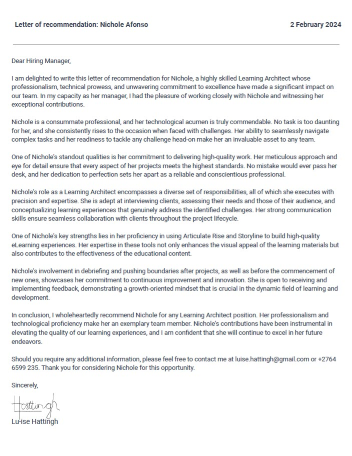 Letter of recommendation: Nichole Afonso 2 February 2024
Dear Hiring Manager,
I am delighted to write this letter of recommendation for Nichole, a highly skilled Learning Architect whose
professionalism, technical prowess, and unwavering commitment to excellence have made a significant impact on
our team. In my capacity as her manager, I had the pleasure of working closely with Nichole and witnessing her
exceptional contributions.
Nichole is a consummate professional, and her technological acumen is truly commendable. No task is too daunting
for her, and she consistently rises to the occasion when faced with challenges. Her ability to seamlessly navigate
complex tasks and her readiness to tackle any challenge head-on make her an invaluable asset to any team.
One of Nichole's standout qualities is her commitment to delivering high-quality work. Her meticulous approach and
eye for detail ensure that every aspect of her projects meets the highest standards. No mistake would ever pass her
desk, and her dedication to perfection sets her apart as a reliable and conscientious professional.
Nichole's role as a Learning Architect encompasses a diverse set of responsibilities, all of which she executes with
precision and expertise. She is adept at interviewing clients, assessing their needs and those of their audience, and
conceptualizing learning experiences that genuinely address the identified challenges. Her strong communication
skills ensure seamless collaboration with clients throughout the project lifecycle.
One of Nichole's key strengths lies in her proficiency in using Articulate Rise and Storyline to build high-quality
eLearning experiences. Her expertise in these tools not only enhances the visual appeal of the learning materials but
also contributes to the effectiveness of the educational content.
Nichole's involvement in debriefing and pushing boundaries after projects, as well as before the commencement of
new ones, showcases her commitment to continuous improvement and innovation. She is open to receiving and
implementing feedback, demonstrating a growth-oriented mindset that is crucial in the dynamic field of learning and
development.
In conclusion, I wholeheartedly recommend Nichole for any Learning Architect position. Her professionalism and
technological proficiency make her an exemplary team member. Nichole's contributions have been instrumental in
elevating the quality of our learning experiences, and I am confident that she will continue to excel in her future
endeavors.
Should you require any additional information, please feel free to contact me at luise.hattingh@gmail.com or +2764
6599 235. Thank you for considering Nichole for this opportunity.
Sincerely,
Hattingh
Lu-ise Hattingh